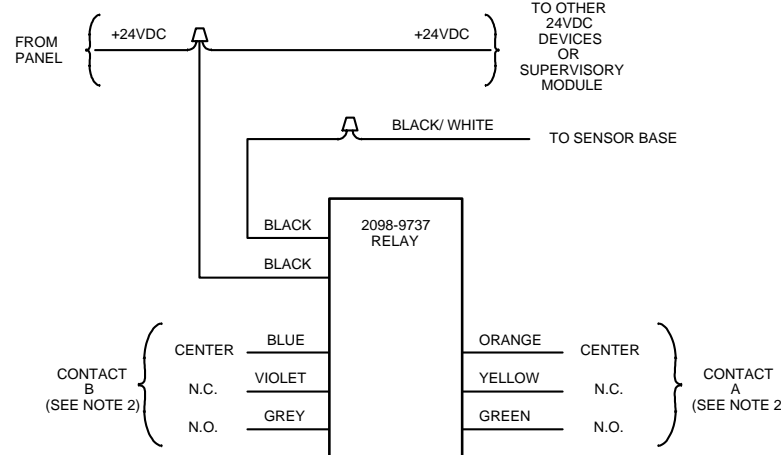 FROM
PANEL
+24VDC
+24VDC
TO OTHER
24VDC
DEVICES
OR
SUPERVISORY
MODULE
BLACK/ WHITE
TO SENSOR BASE
BLACK
BLACK
2098-9737
RELAY
CONTACT
B
(SEE NOTE 2)
CENTER
BLUE
N.C.
VIOLET
N.O.
GREY
ORANGE
CENTER
YELLOW
N.C.
GREEN
N.O.
CONTACT
A
(SEE NOTE 2